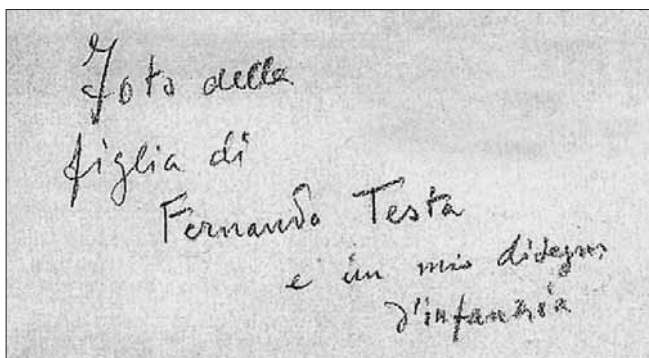 Foto della
figlia di
Fernando Testa
e un mio disegno
d'infanzia